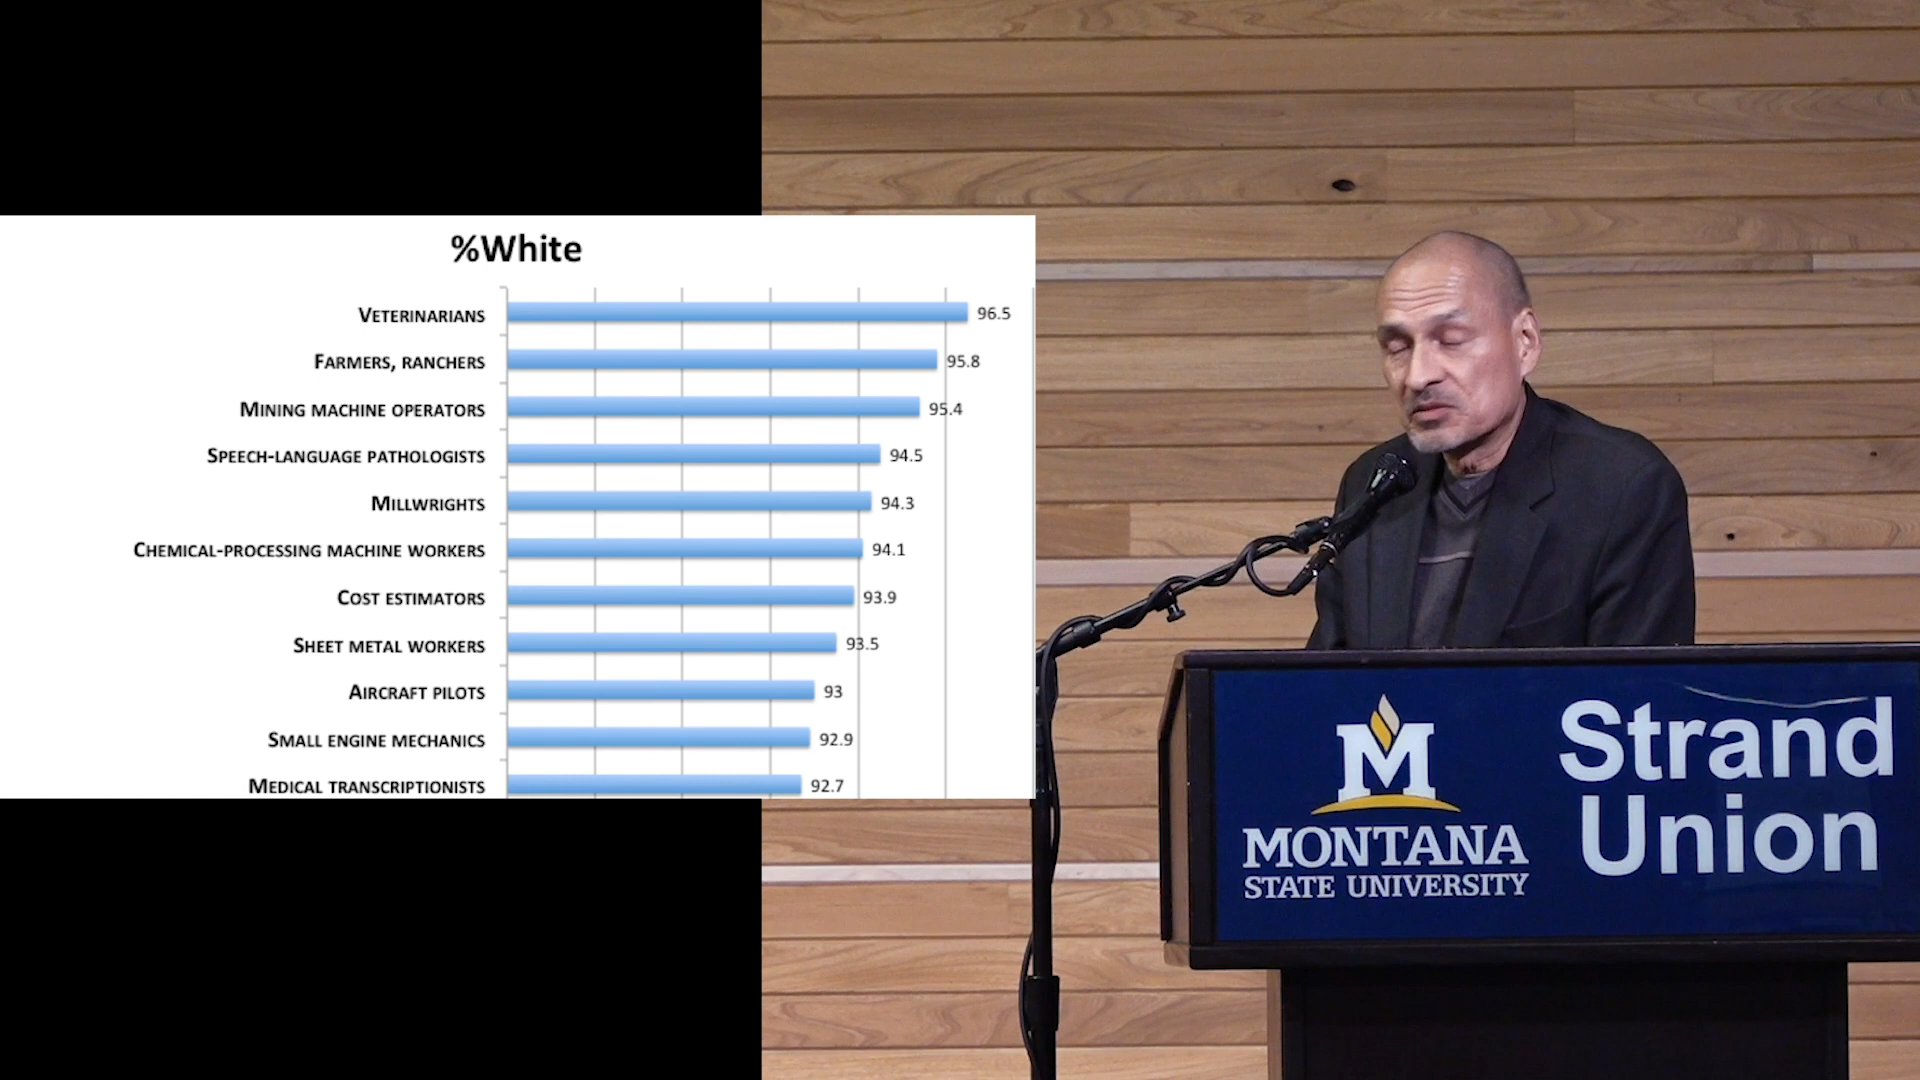 %White
VETERINARIANS 96.5
FARMERS, RANCHERS 95.8
MINING MACHINE OPERATORS 95.4
SPEECH-LANGUAGE PATHOLOGISTS 94.5
MILLWRIGHTS 94.3
CHEMICAL-PROCESSING MACHINE WORKERS 94.1
COST ESTIMATORS 93.9
SHEET METAL WORKERS 93.5
AIRCRAFT PILOTS 93
SMALL ENGINE MECHANICS 92.9
MEDICAL TRANSCRIPTIONISTS 92.7
M
MONTANA
STATE UNIVERSITY
Strand
Union